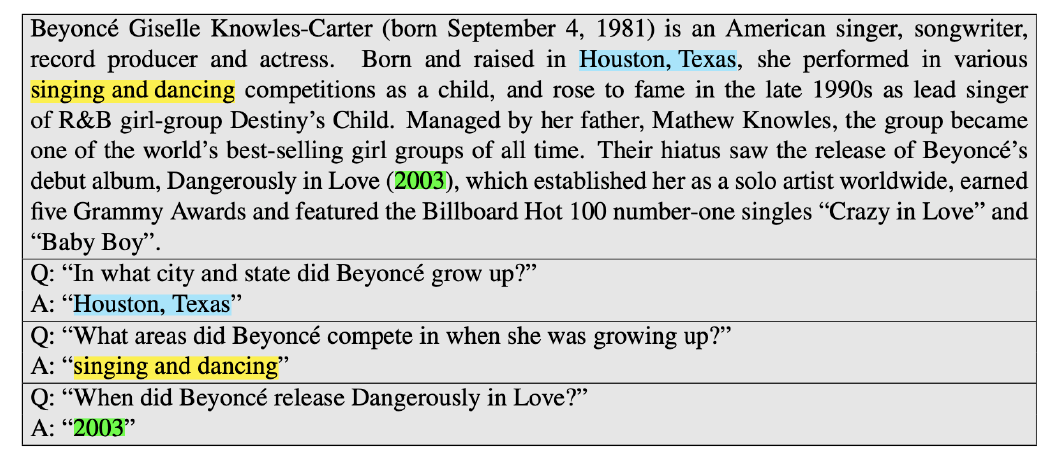 Beyoncé Giselle Knowles-Carter (born September 4, 1981) is an American singer, songwriter,
record producer and actress. Born and raised in Houston, Texas, she performed in various
singing and dancing competitions as a child, and rose to fame in the late 1990s as lead singer
of R&B girl-group Destiny’s Child. Managed by her father, Mathew Knowles, the group became
one of the world’s best-selling girl groups of all time. Their hiatus saw the release of Beyoncé’s
debut album, Dangerously in Love (2003), which established her as a solo artist worldwide, earned
five Grammy Awards and featured the Billboard Hot 100 number-one singles “Crazy in Love” and
“Baby Boy”.
Q: “In what city and state did Beyoncé grow up?”
A: “Houston, Texas”
Q: “What areas did Beyoncé compete in when she was growing up?”
A: “singing and dancing”
Q: “When did Beyoncé release Dangerously in Love?”
A: “2003”